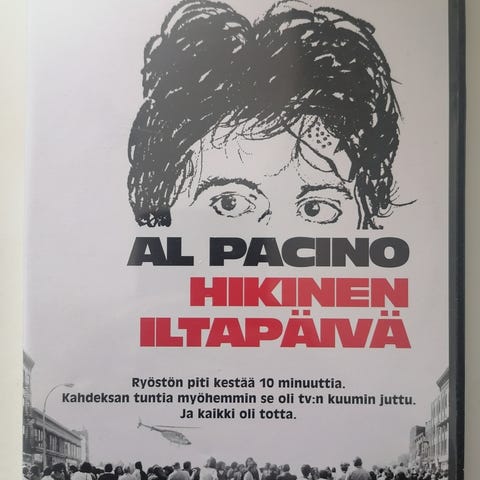 AL PACINO
HIKINEN
ILTAPÄIVÄ
Ryöstön piti kestää 10 minuuttia.
Kahdeksan tuntia myöhemmin se oli tv:n kuumin juttu.
Ja kaikki oli totta.